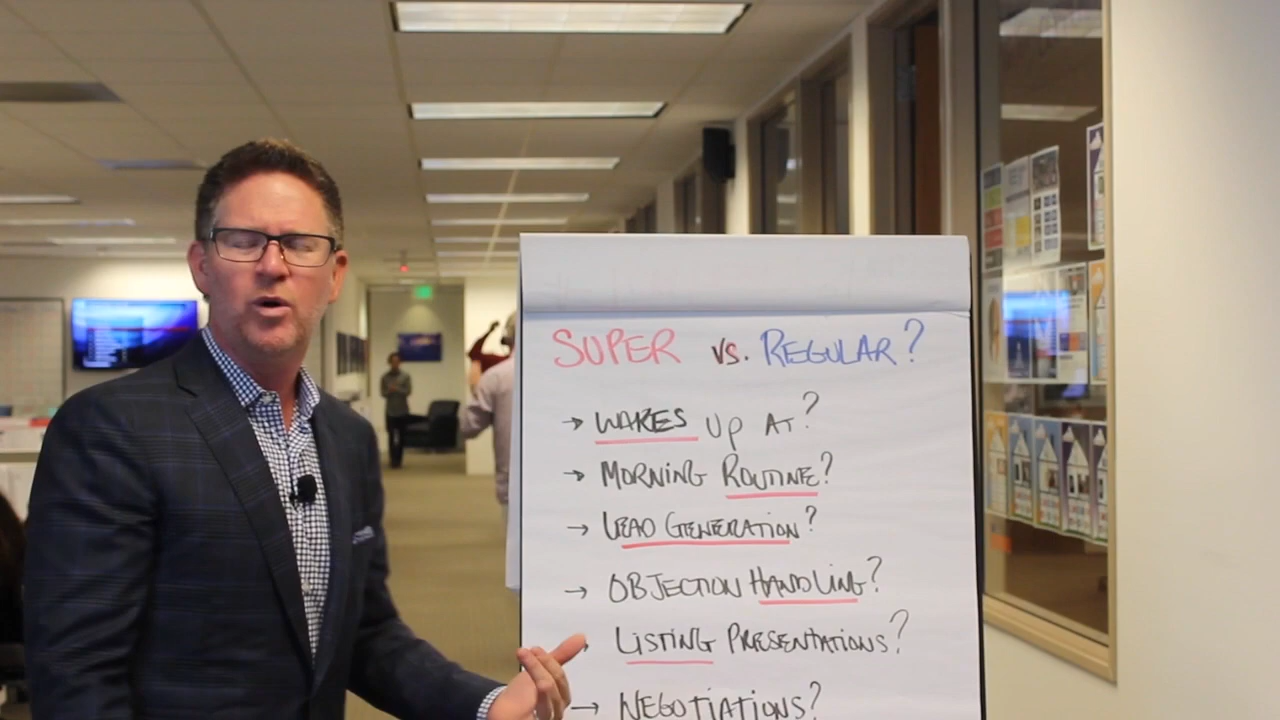 SUPER vs. REGULAR?
→ WAKES UP AT?
→ MORNING ROUTINE?
→ LEAD GENERATION?
→ OBJECTION HANDLING?
LISTING PRESENTATIONS?
→ NEGOTIATIONS?